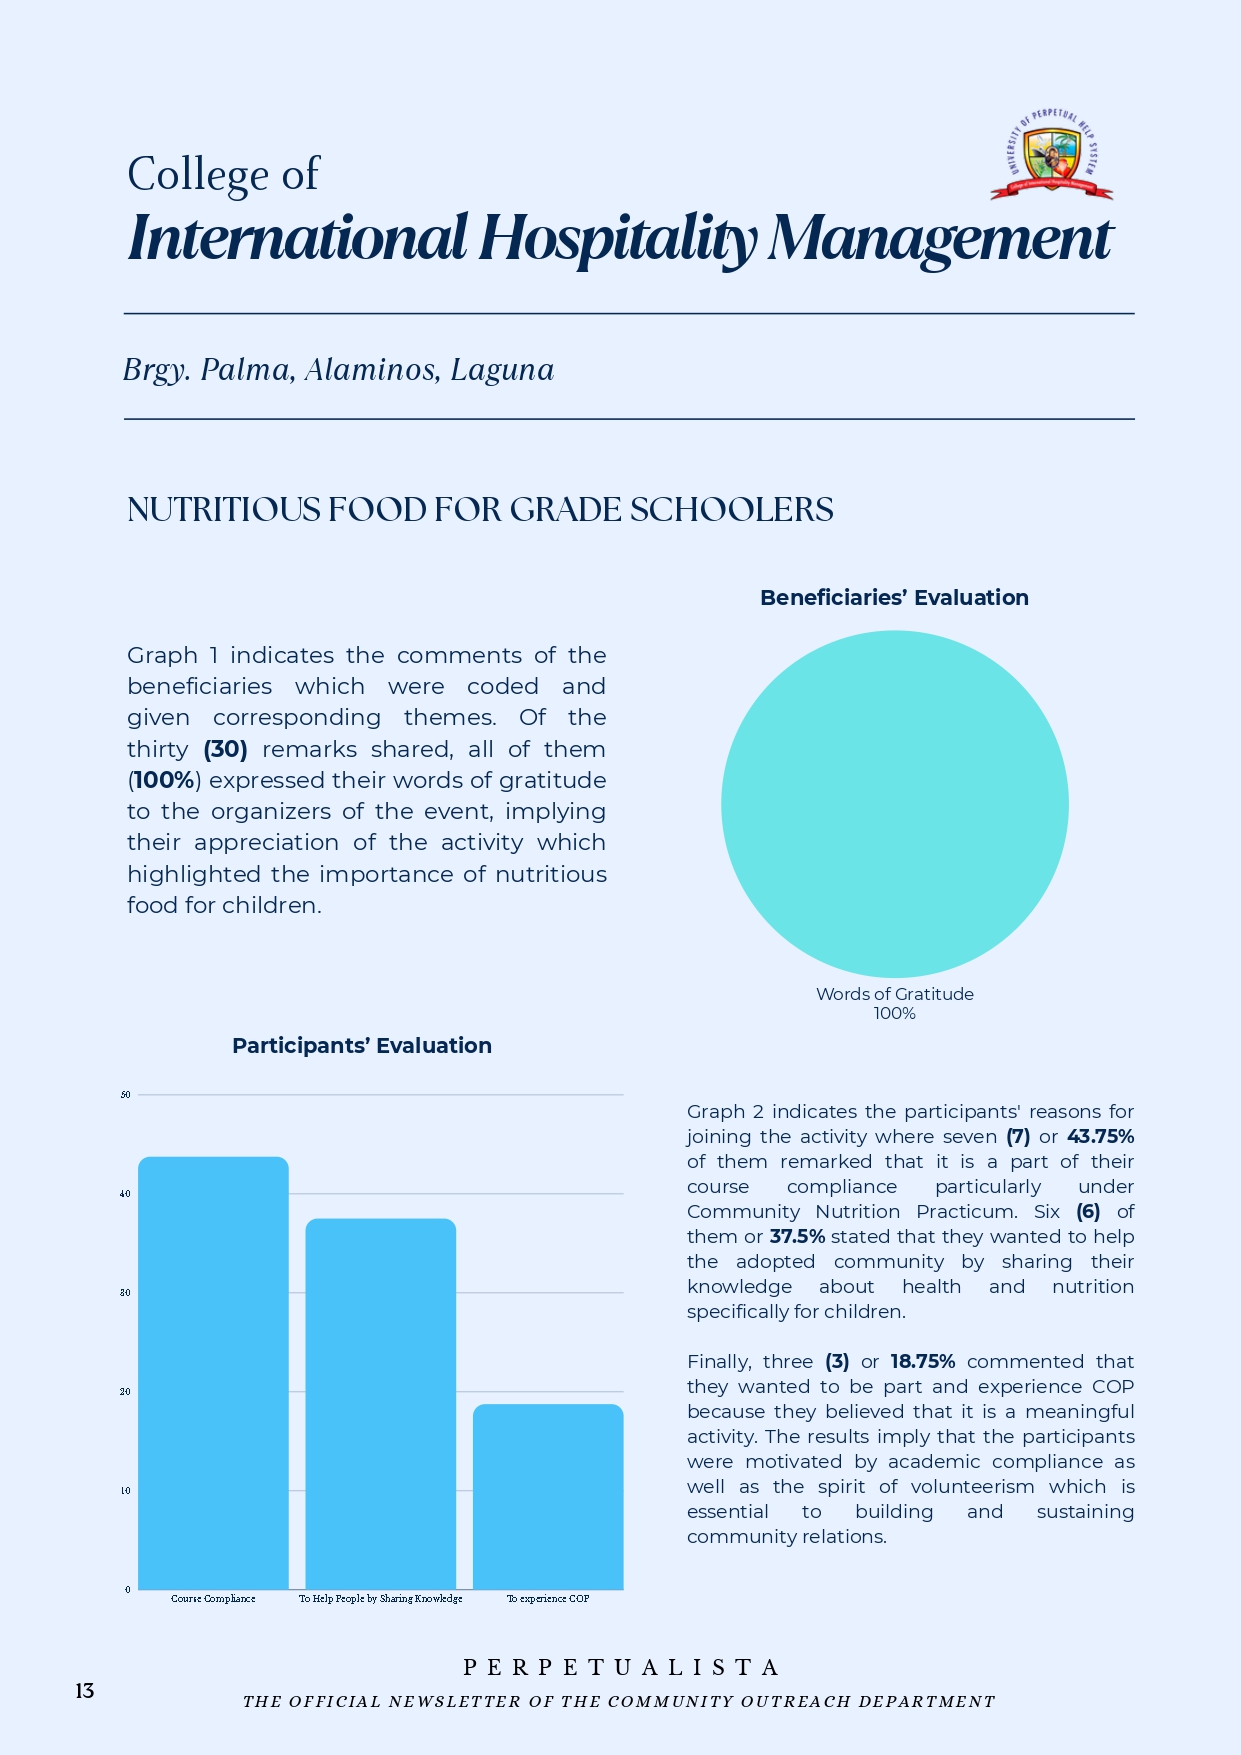 UNIVERSITY OF PERPETUAL HELP SYSTEM
College of International Hospitality Management
College of
International Hospitality Management
Brgy. Palma, Alaminos, Laguna
NUTRITIOUS FOOD FOR GRADE SCHOOLERS
Graph 1 indicates the comments of the
beneficiaries which were coded and
given corresponding themes. Of the
thirty (30) remarks shared, all of them
(100%) expressed their words of gratitude
to the organizers of the event, implying
their appreciation of the activity which
highlighted the importance of nutritious
food for children.
Beneficiaries’ Evaluation
Words of Gratitude
100%
Participants’ Evaluation
50
40
30
20
10
0
Course Compliance
To Help People by Sharing Knowledge
To experience COP
Graph 2 indicates the participants' reasons for
joining the activity where seven (7) or 43.75%
of them remarked that it is a part of their
course compliance particularly under
Community Nutrition Practicum. Six (6) of
them or 37.5% stated that they wanted to help
the adopted community by sharing their
knowledge about health and nutrition
specifically for children.
Finally, three (3) or 18.75% commented that
they wanted to be part and experience COP
because they believed that it is a meaningful
activity. The results imply that the participants
were motivated by academic compliance as
well as the spirit of volunteerism which is
essential to building and sustaining
community relations.
PERPETUALISTA
13
THE OFFICIAL NEWSLETTER OF THE COMMUNITY OUTREACH DEPARTMENT